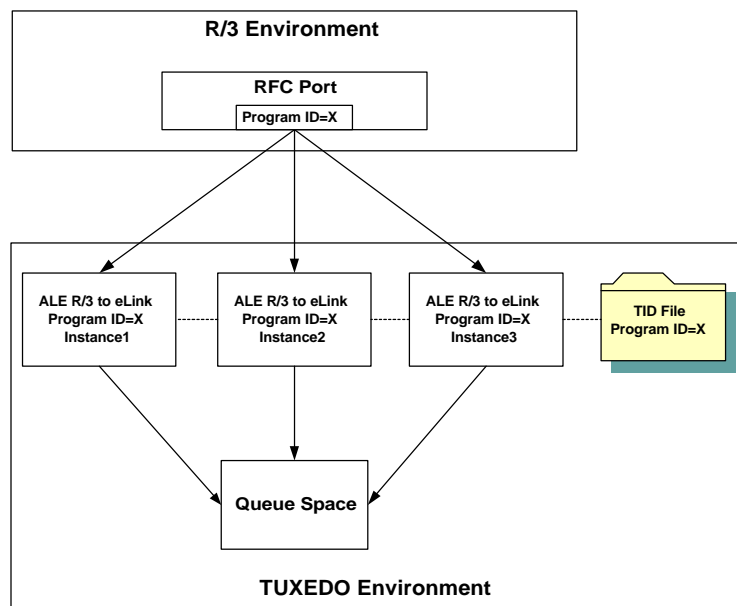 R/3 Environment
RFC Port
Program ID=X
ALE R/3 to eLink
Program ID=X
Instance1
ALE R/3 to eLink
Program ID=X
Instance2
ALE R/3 to eLink
Program ID=X
Instance3
TID File
Program ID=X
Queue Space
TUXEDO Environment